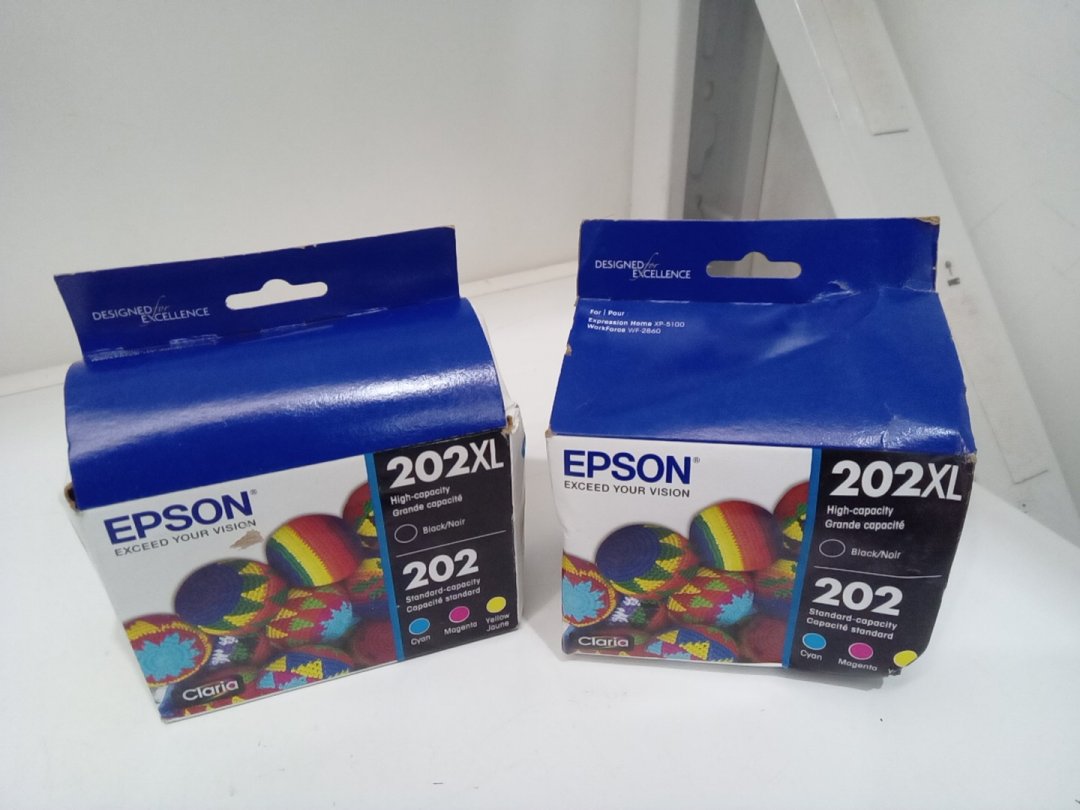 DESIGNED for
EXCELLENCE
EPSON®
EXCEED YOUR VISION
202XL
High-capacity
Grande capacité
Black/Noir
202
Standard-capacity
Capacité standard
Cyan
Magenta
Yellow
Jaune
Claria
DESIGNED for
EXCELLENCE
For | Pour
Expression Home XP-5100
WorkForce WF-2860
EPSON®
EXCEED YOUR VISION
202XL
High-capacity
Grande capacité
Black/Noir
202
Standard-capacity
Capacité standard
Cyan
Magenta
Claria